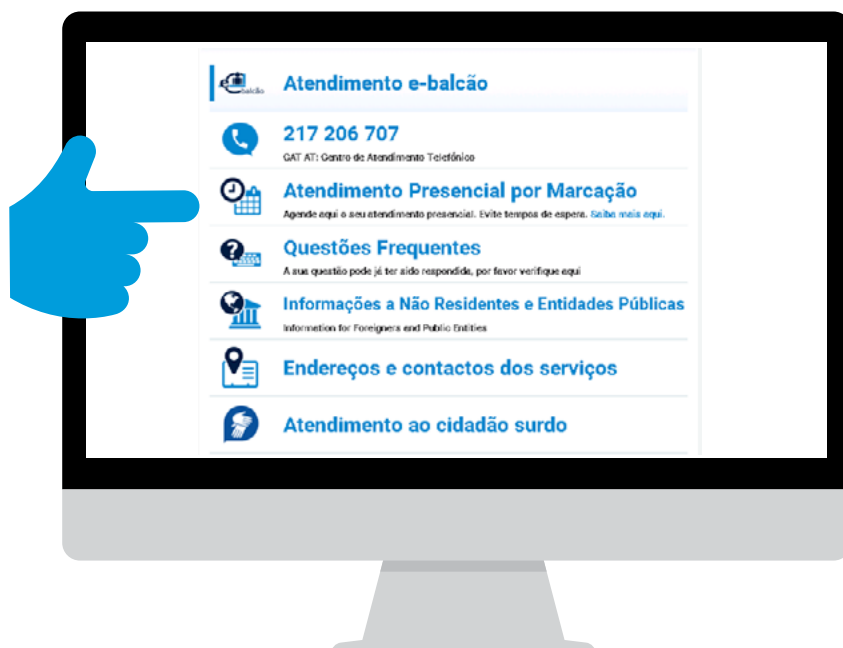 e balcão
Atendimento e-balcão
217 206 707
CAT AT: Centro de Atendimento Telefónico
Atendimento Presencial por Marcação
Agende aqui o seu atendimento presencial. Evite tempos de espera. Saiba mais aqui.
Questões Frequentes
A sua questão pode já ter sido respondida, por favor verifique aqui
Informações a Não Residentes e Entidades Públicas
Information for Foreigners and Public Entities
Endereços e contactos dos serviços
Atendimento ao cidadão surdo